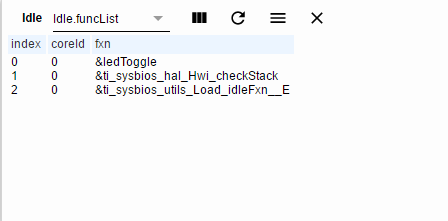 Idle Idle.funcList
index coreId fxn
0 0 &ledToggle
1 0 &ti_sysbios_hal_Hwi_checkStack
2 0 &ti_sysbios_utils_Load_idleFxn__E